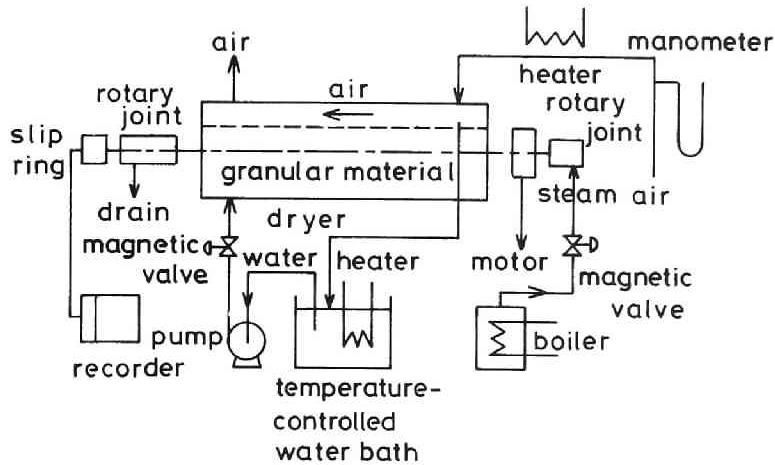 air
manometer
air
heater
rotary
joint
rotary
joint
slip
ring
granular material
steam
air
drain
dryer
magnetic
valve
water
heater
motor
magnetic
valve
pump
boiler
recorder
temperature-
controlled
water bath